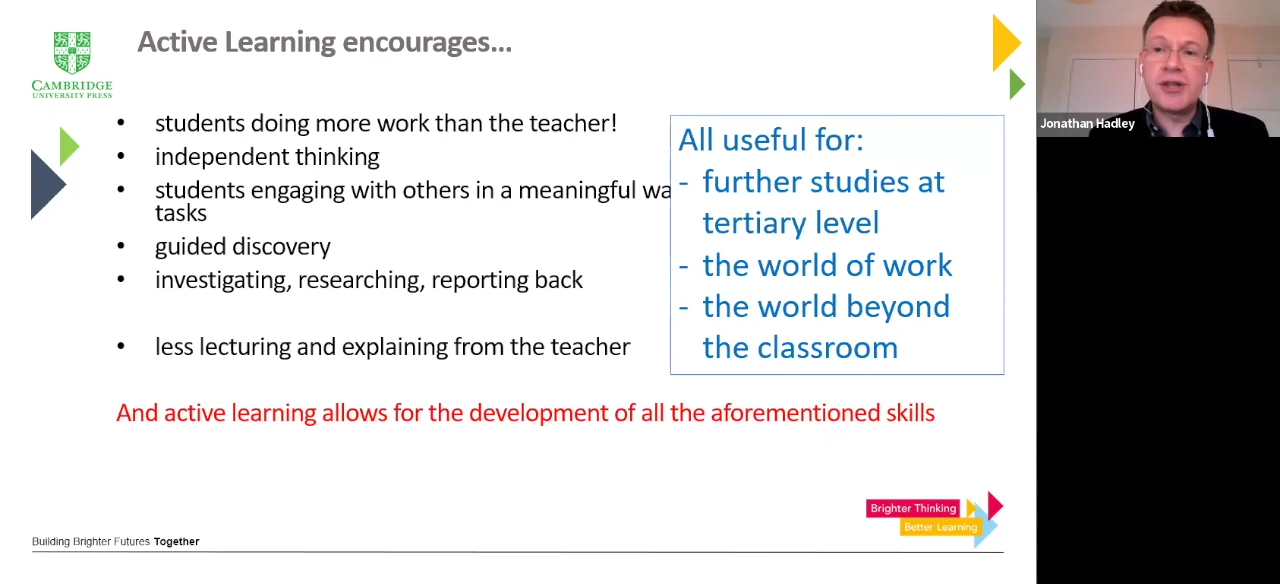 Active Learning encourages...
CAMBRIDGE
UNIVERSITY PRESS
• students doing more work than the teacher!
• independent thinking
• students engaging with others in a meaningful
tasks
• guided discovery
• investigating, researching, reporting back
• less lecturing and explaining from the teacher
All useful for:
- further studies at
tertiary level
- the world of work
- the world beyond
the classroom
And active learning allows for the development of all the aforementioned skills
Brighter Thinking
Better Learning
Building Brighter Futures Together
Jonathan Hadley